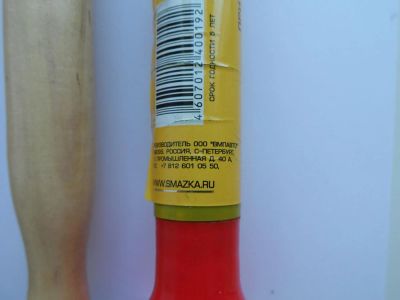 4607012400192
СРОК ГОДНОСТИ 5 ЛЕТ
ООО "ВМПАВТО"
РОССИЯ, С-ПЕТЕРБУРГ,
ПРОМЫШЛЕННАЯ Д. 40 А,
+7 812 601 05 50,
WWW.SMAZKA.RU